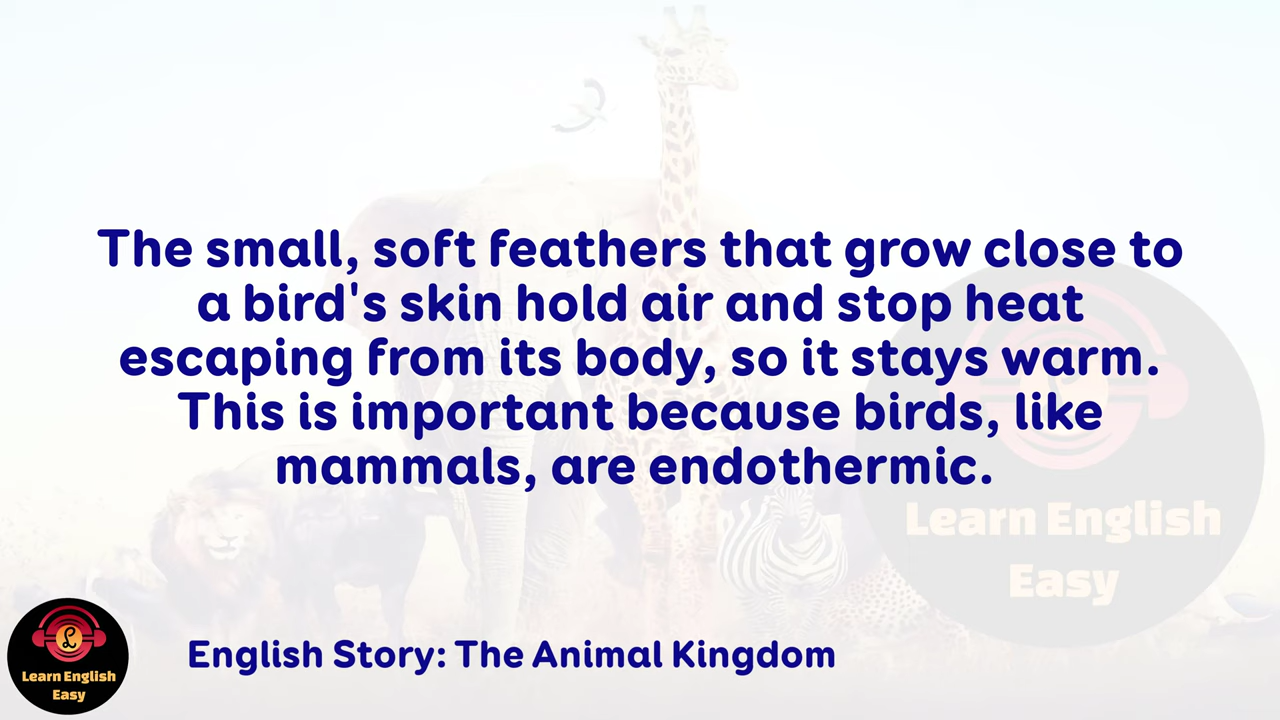 The small, soft feathers that grow close to
a bird's skin hold air and stop heat
escaping from its body, so it stays warm.
This is important because birds, like
mammals, are endothermic.
Learn English
Easy
English Story: The Animal Kingdom
L
Learn English
Easy